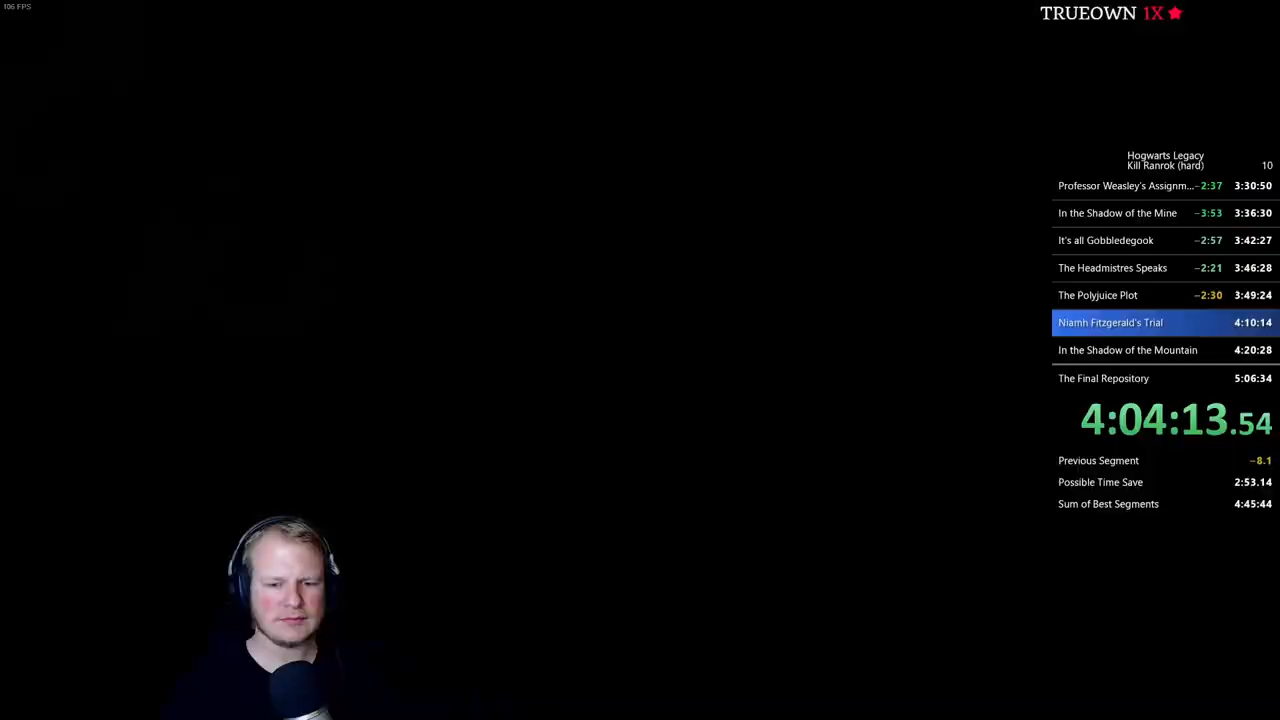 106 FPS
TRUEOWN 1X
Hogwarts Legacy
Kill Ranrok (hard) 10
Professor Weasley's Assignm... −2:37 3:30:50
In the Shadow of the Mine −3:53 3:36:30
It's all Gobbledegook −2:57 3:42:27
The Headmistres Speaks −2:21 3:46:28
The Polyjuice Plot −2:30 3:49:24
Niamh Fitzgerald's Trial 4:10:14
In the Shadow of the Mountain 4:20:28
The Final Repository 5:06:34
4:04:13.54
Previous Segment −8.1
Possible Time Save 2:53.14
Sum of Best Segments 4:45:44